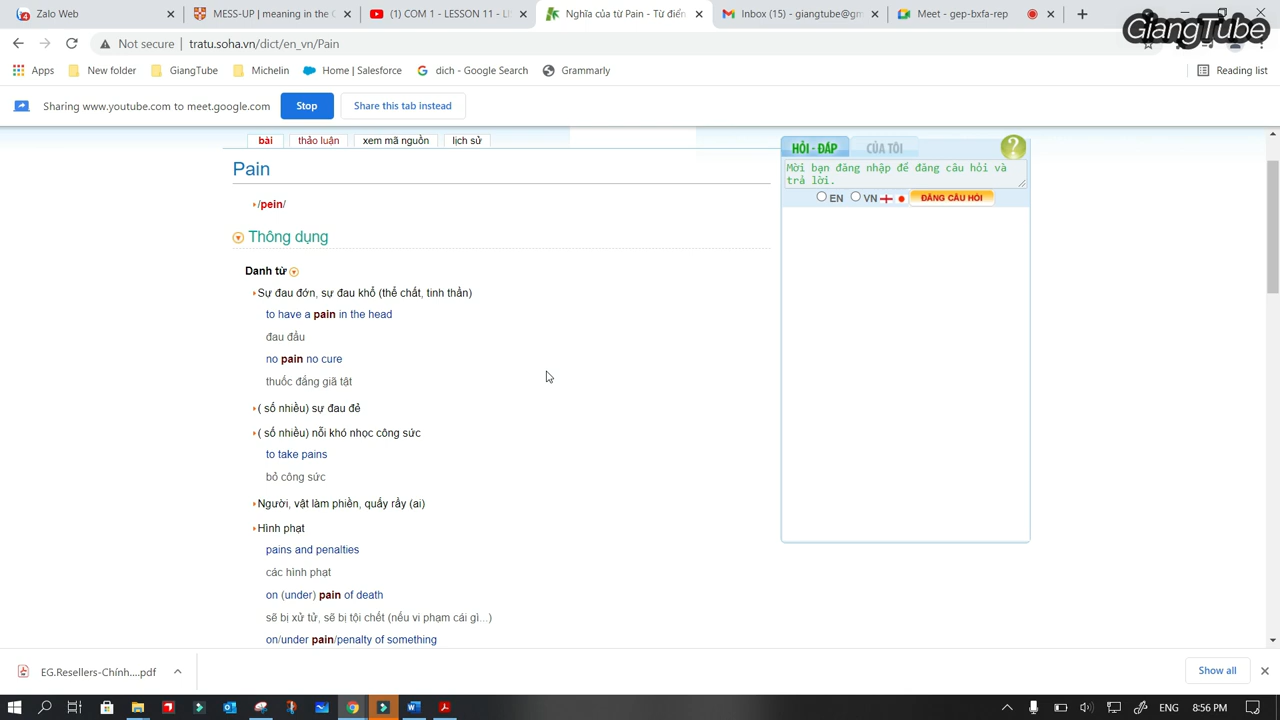 Zalo Web
MESS-UP | meaning in the C
(1) COM 1 - LESSON 11 - LE
Nghĩa của từ Pain - Từ điển
Inbox (15) - giangtube@gm
Meet - gep-bxfa-rep
GiangTube
Not secure | tratu.soha.vn/dict/en_vn/Pain
Apps
New folder
GiangTube
Michelin
Home | Salesforce
dich - Google Search
Grammarly
Reading list
Sharing www.youtube.com to meet.google.com
Stop
Share this tab instead
bài
thảo luận
xem mã nguồn
lịch sử
HỎI - ĐÁP
CỦA TÔI
?
Mời bạn đăng nhập để đăng câu hỏi và
trả lời.
EN
VN
ĐĂNG CÂU HỎI
Pain
/pein/
Thông dụng
Danh từ
Sự đau đớn, sự đau khổ (thể chất, tinh thần)
to have a pain in the head
đau đầu
no pain no cure
thuốc đắng giã tật
( số nhiều) sự đau đẻ
( số nhiều) nỗi khó nhọc công sức
to take pains
bỏ công sức
Người, vật làm phiền, quấy rầy (ai)
Hình phạt
pains and penalties
các hình phạt
on (under) pain of death
sẽ bị xử tử, sẽ bị tội chết (nếu vi phạm cái gì...)
on/under pain/penalty of something
EG.Resellers-Chính....pdf
Show all
ENG
8:56 PM